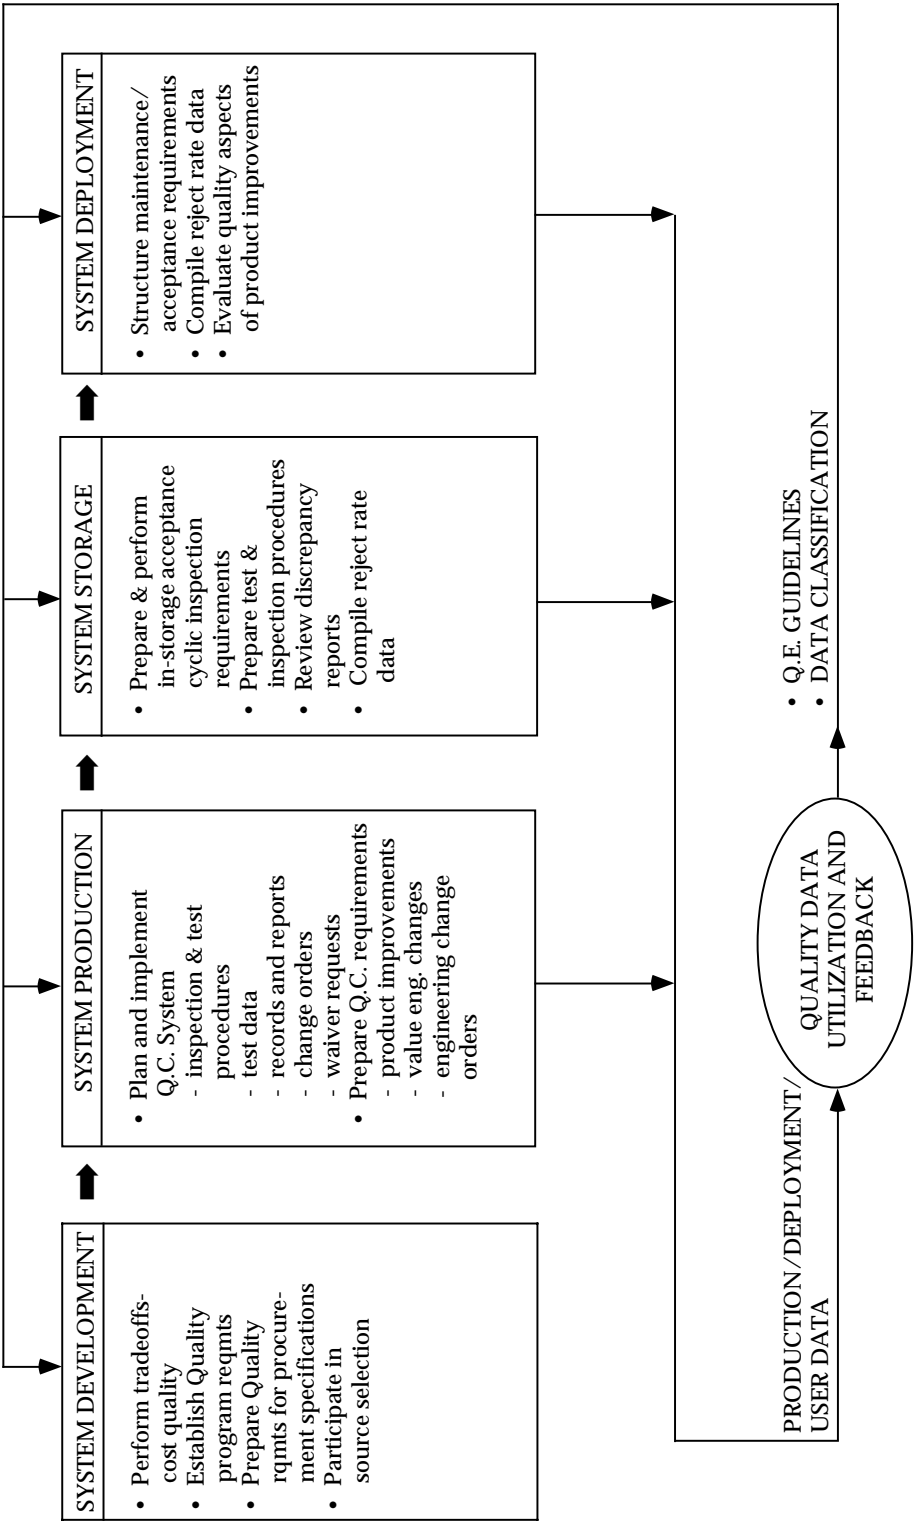 SYSTEM DEVELOPMENT
• Perform tradeoffs-
cost quality
• Establish Quality
program reqmts
• Prepare Quality
rqmts for procure-
ment specifications
• Participate in
source selection
SYSTEM PRODUCTION
• Plan and implement
Q.C. System
- inspection & test
procedures
- test data
- records and reports
- change orders
- waiver requests
• Prepare Q.C. requirements
- product improvements
- value eng. changes
- engineering change
orders
SYSTEM STORAGE
• Prepare & perform
in-storage acceptance
cyclic inspection
requirements
• Prepare test &
inspection procedures
• Review discrepancy
reports
• Compile reject rate
data
SYSTEM DEPLOYMENT
• Structure maintenance/
acceptance requirements
• Compile reject rate data
• Evaluate quality aspects
of product improvements
PRODUCTION/DEPLOYMENT/
USER DATA
QUALITY DATA
UTILIZATION AND
FEEDBACK
• Q.E. GUIDELINES
• DATA CLASSIFICATION